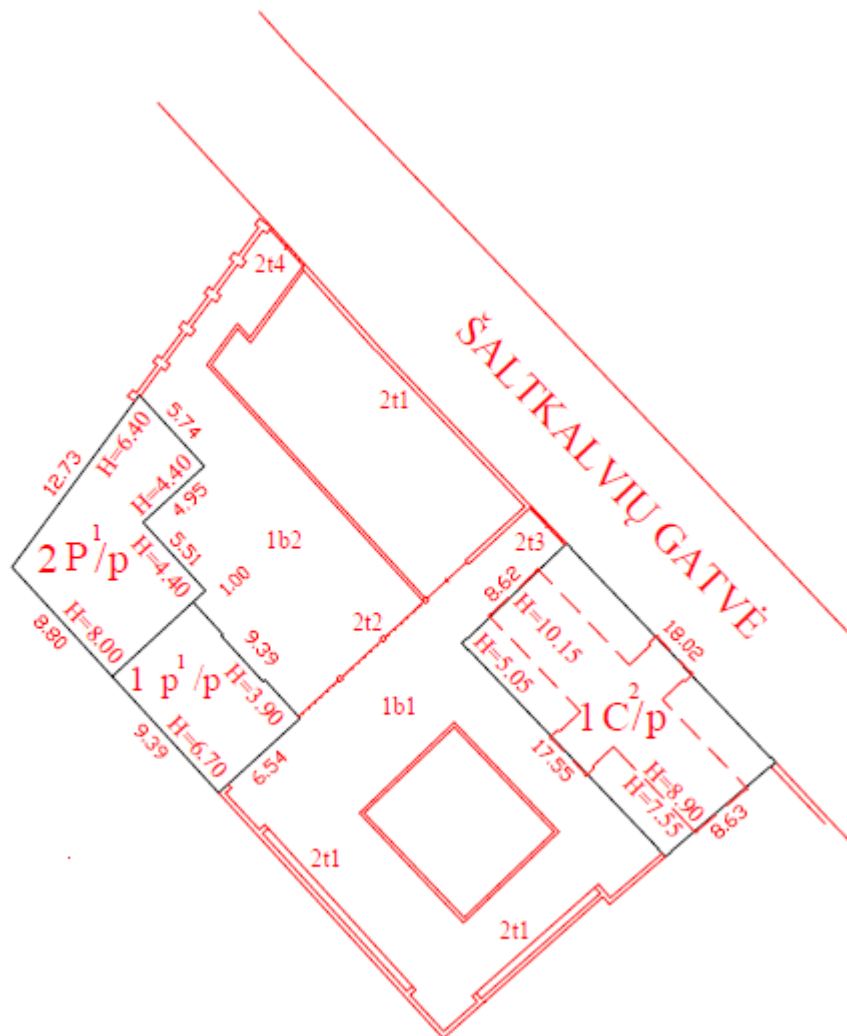 2t4
ŠALTKALVIŲ GATVĖ
2t1
5.74
H=6.40
12.73
H=4.40
4.95
2 P¹/p
5.51
H=4.40
1.00
1b2
2t3
8.62
H=10.15
18.02
8.80
H=8.00
2t2
9.39
1 p¹/p
H=3.90
H=5.05
1b1
1C²/p
H=6.70
9.39
6.54
17.55
H=8.90
H=7.55
8.63
2t1
2t1